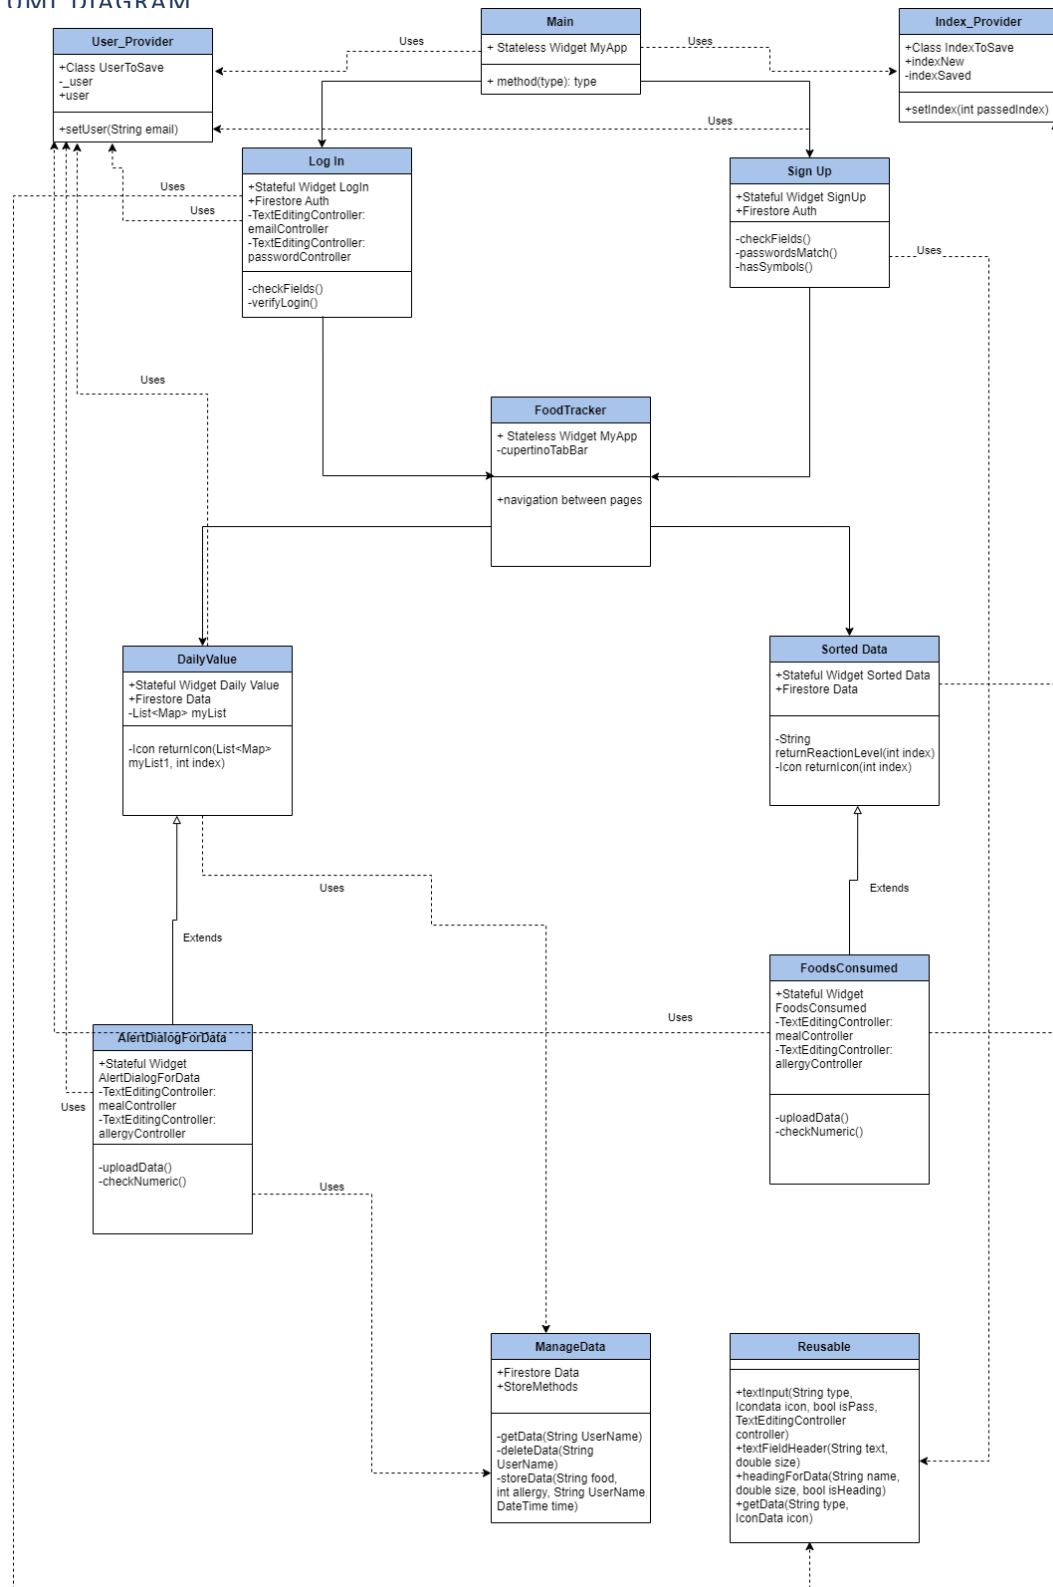 UML DIAGRAM
Main
+ Stateless Widget MyApp
+ method(type): type
User_Provider
+Class UserToSave
-_user
+user
+setUser(String email)
Index_Provider
+Class IndexToSave
+indexNew
-indexSaved
+setIndex(int passedIndex)
Uses
Uses
Uses
Log In
+Stateful Widget LogIn
+Firestore Auth
-TextEditingController:
emailController
-TextEditingController:
passwordController
-checkFields()
-verifyLogin()
Uses
Uses
Sign Up
+Stateful Widget SignUp
+Firestore Auth
-checkFields()
-passwordsMatch()
-hasSymbols()
Uses
Uses
FoodTracker
+ Stateless Widget MyApp
-cupertinoTabBar
+navigation between pages
DailyValue
+Stateful Widget Daily Value
+Firestore Data
-List<Map> myList
-Icon returnIcon(List<Map>
myList1, int index)
Sorted Data
+Stateful Widget Sorted Data
+Firestore Data
-String
returnReactionLevel(int index)
-Icon returnIcon(int index)
Uses
Extends
Extends
AlertDialogForData
+Stateful Widget
AlertDialogForData
-TextEditingController:
mealController
-TextEditingController:
allergyController
-uploadData()
-checkNumeric()
Uses
Uses
FoodsConsumed
+Stateful Widget
FoodsConsumed
-TextEditingController:
mealController
-TextEditingController:
allergyController
-uploadData()
-checkNumeric()
Uses
ManageData
+Firestore Data
+StoreMethods
-getData(String UserName)
-deleteData(String
UserName)
-storeData(String food,
int allergy, String UserName,
DateTime time)
Reusable
+textInput(String type,
Icondata icon, bool isPass,
TextEditingController
controller)
+textFieldHeader(String text,
double size)
+headingForData(String name,
double size, bool isHeading)
+getData(String type,
IconData icon)